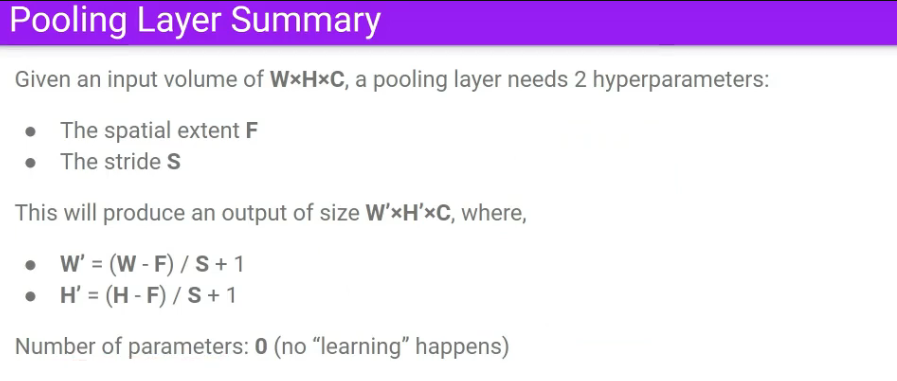 Pooling Layer Summary
Given an input volume of W×H×C, a pooling layer needs 2 hyperparameters:
● The spatial extent F
● The stride S
This will produce an output of size W’×H’×C, where,
● W’ = (W - F) / S + 1
● H’ = (H - F) / S + 1
Number of parameters: 0 (no “learning” happens)